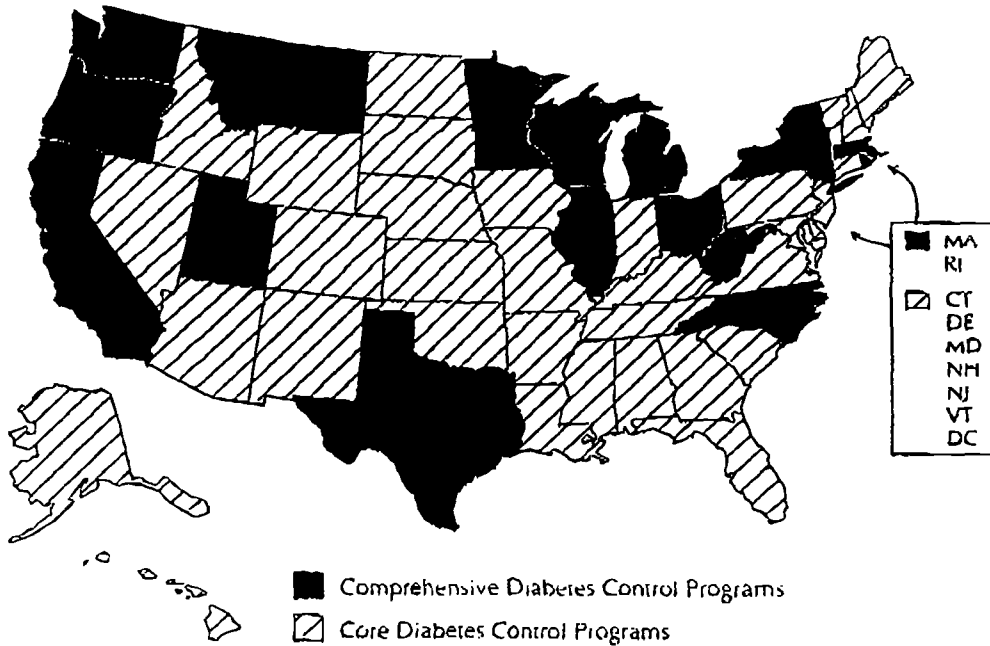 MA
RI
CT
DE
MD
NH
NJ
VT
DC
Comprehensive Diabetes Control Programs
Core Diabetes Control Programs